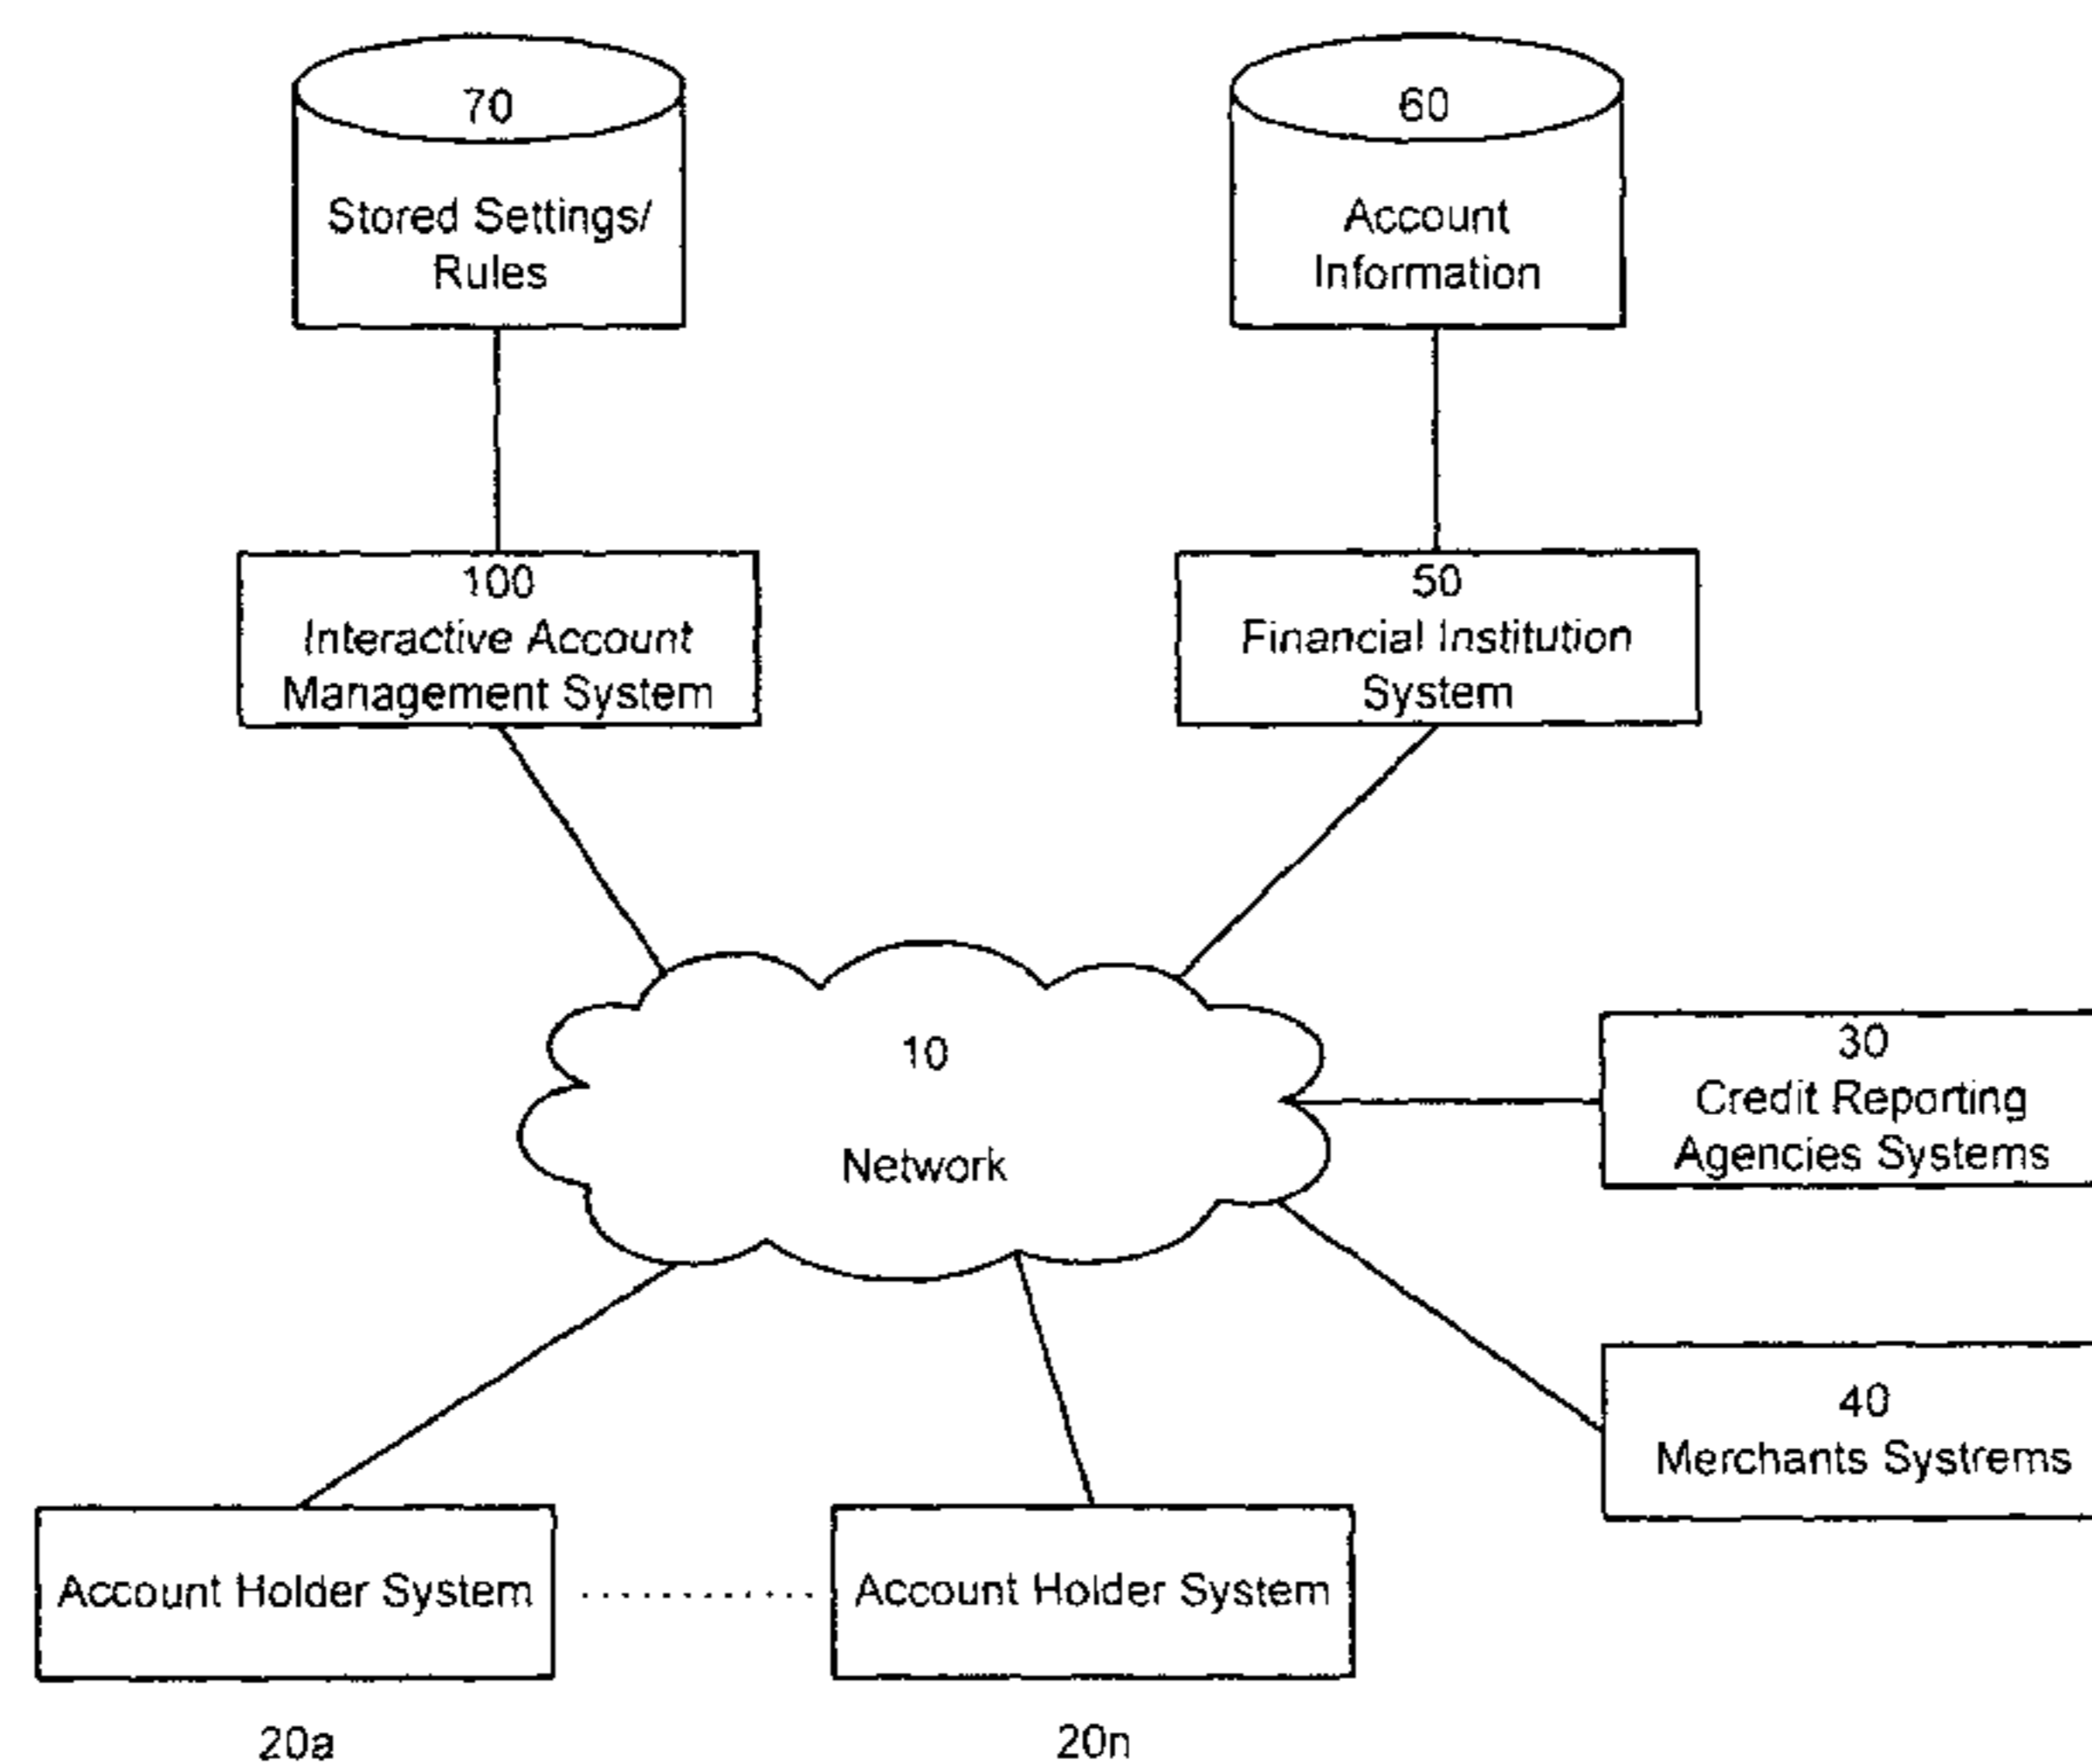 70
Stored Settings/
Rules
60
Account
Information
100
Interactive Account
Management System
50
Financial Institution
System
10
Network
30
Credit Reporting
Agencies Systems
40
Merchants Systrems
Account Holder System
Account Holder System
20a
20n